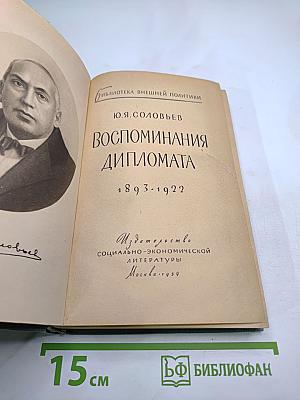 БИБЛИОТЕКА ВНЕШНЕЙ ПОЛИТИКИ
Ю.Я.СОЛОВЬЕВ
ВОСПОМИНАНИЯ
ДИПЛОМАТА
1893-1922
Издательство
СОЦИАЛЬНО-ЭКОНОМИЧЕСКОЙ
ЛИТЕРАТУРЫ
Москва-1959
15 см
БФ БИБЛИОФАН